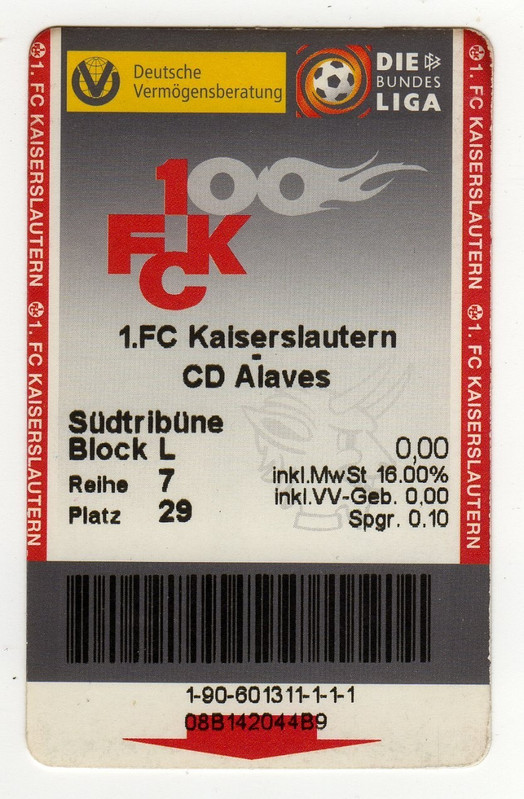 Deutsche
Vermögensberatung
DIE
BUNDES
LIGA
1. FC KAISERSLAUTERN
1. FC KAISERSLAUTERN
1. FC KAISERSLAUTERN
1. FC KAISERSLAUTERN
100
FCK
1.FC Kaiserslautern
-
CD Alaves
Südtribüne
Block L
Reihe 7
Platz 29
0,00
inkl.MwSt 16.00%
inkl.VV-Geb. 0,00
Spgr. 0.10
1-90-601311-1-1-1
08B142044B9